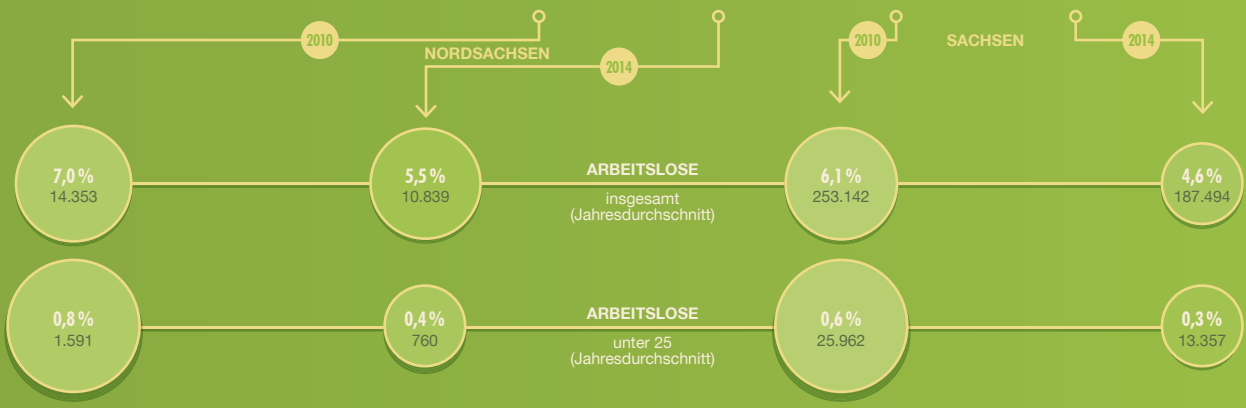 2010
NORDSACHSEN
2014
2010
SACHSEN
2014
7,0 %
14.353
5,5 %
10.839
ARBEITSLOSE
insgesamt
(Jahresdurchschnitt)
6,1 %
253.142
4,6 %
187.494
0,8 %
1.591
0,4 %
760
ARBEITSLOSE
unter 25
(Jahresdurchschnitt)
0,6 %
25.962
0,3 %
13.357